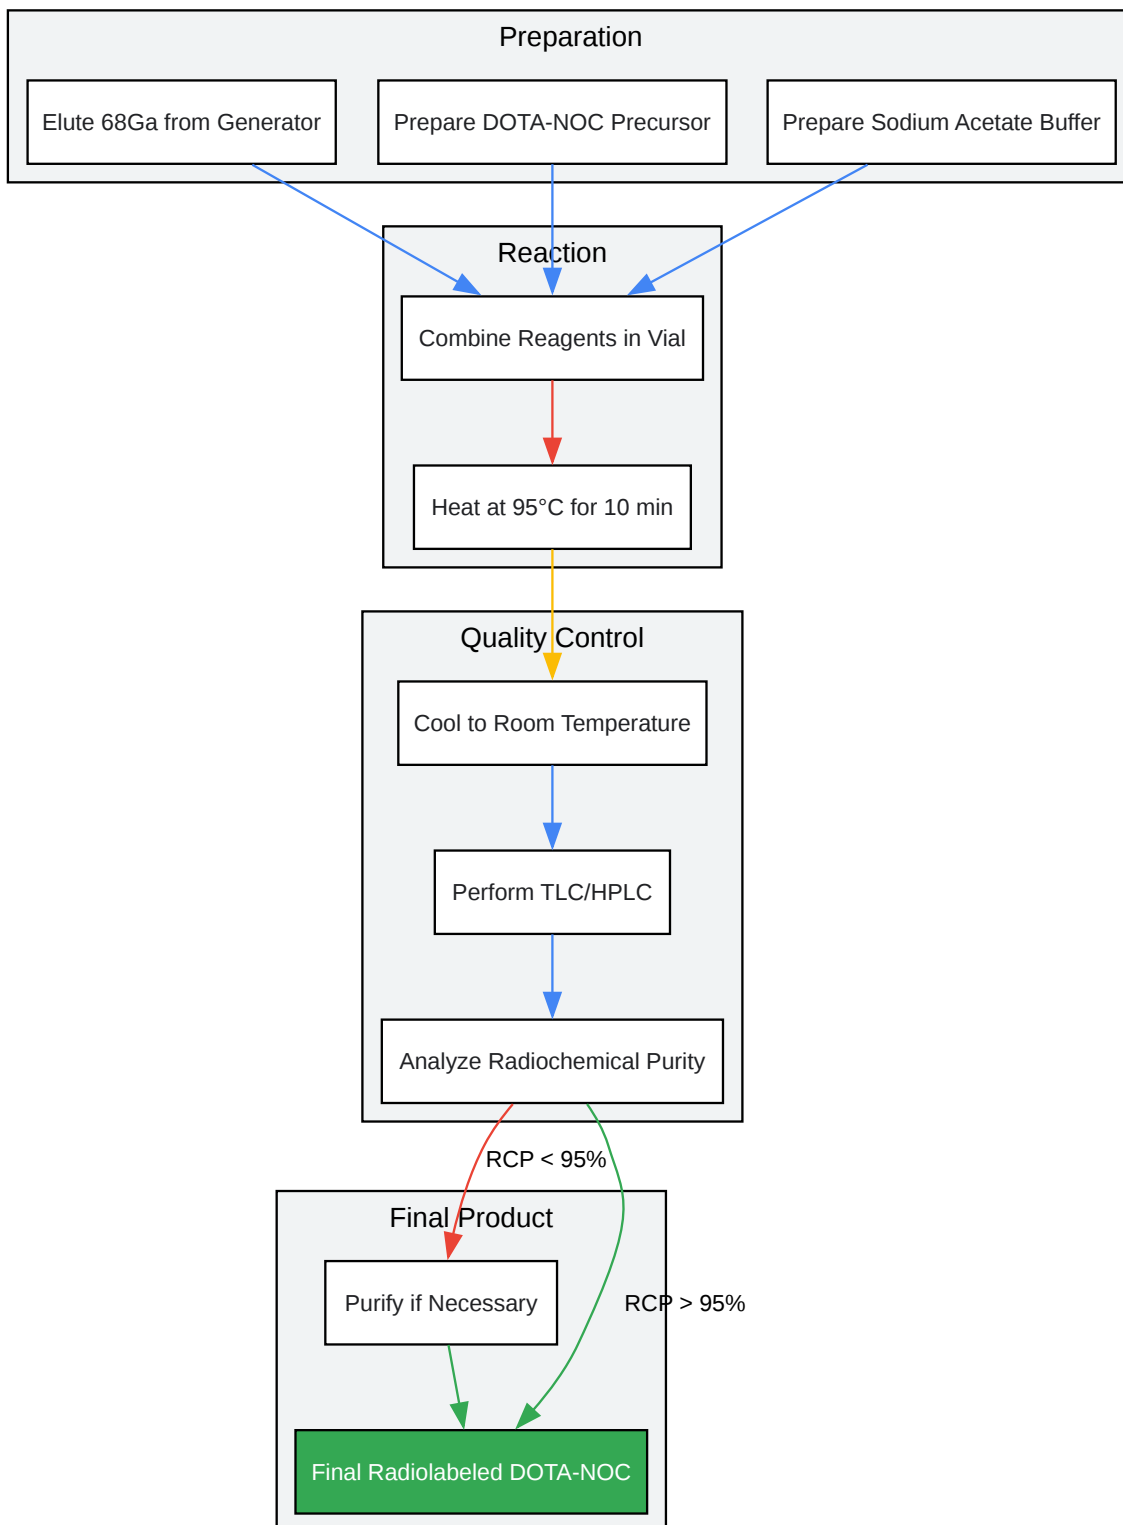 Preparation
Elute 68Ga from Generator
Prepare DOTA-NOC Precursor
Prepare Sodium Acetate Buffer
Reaction
Combine Reagents in Vial
Heat at 95°C for 10 min
Quality Control
Cool to Room Temperature
Perform TLC/HPLC
Analyze Radiochemical Purity
RCP < 95%
Final Product
Purify if Necessary
RCP > 95%
Final Radiolabeled DOTA-NOC